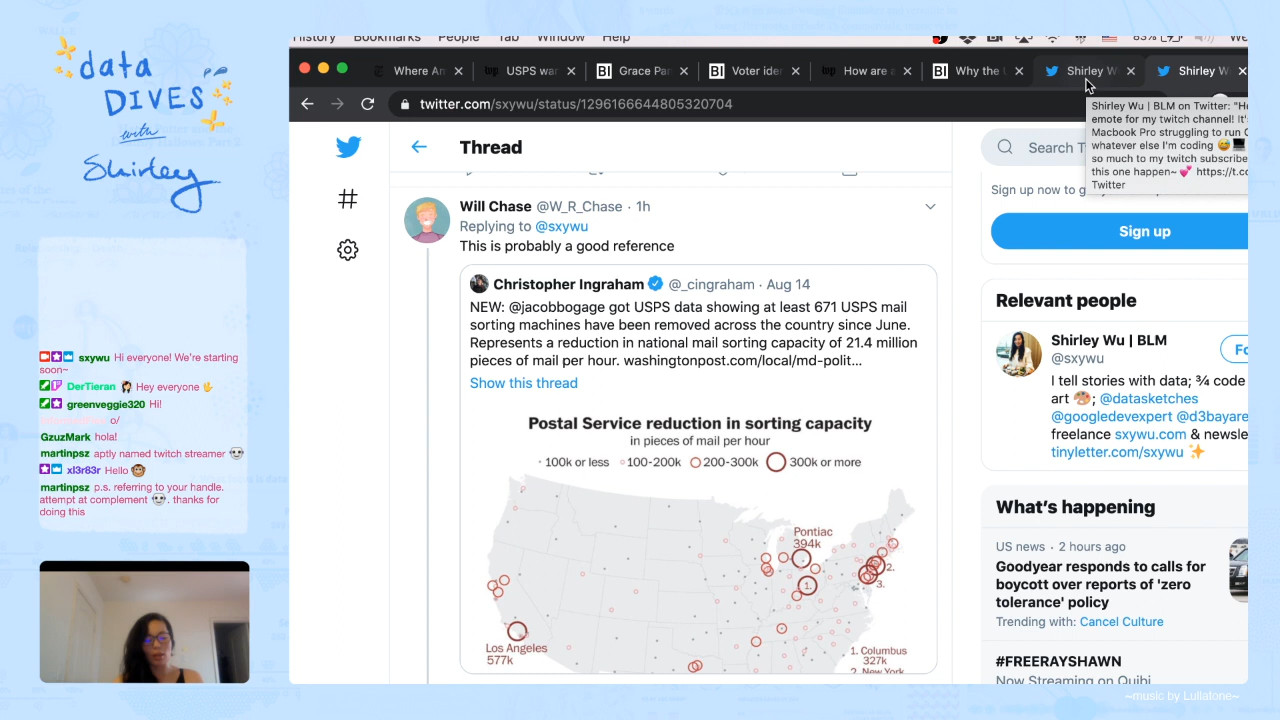 data
DIVES
with
Shirley
sxywu Hi everyone! We're starting
soon~
DerTieran Hey everyone
greenveggie320 Hi!
o/
GzuzMark hola!
martinpsz aptly named twitch streamer
xl3r83r Hello
martinpsz p.s. referring to your handle.
attempt at complement . thanks for
doing this
History Bookmarks People Tab Window Help
83%
Where Am
USPS war
Grace Par
Voter ide
How are a
Why the U
Shirley W
Shirley W
twitter.com/sxywu/status/1296166644805320704
Shirley Wu | BLM on Twitter: "He
emote for my twitch channel! It's
Macbook Pro struggling to run C
whatever else I'm coding
so much to my twitch subscribe
this one happen~ https://t.c
Twitter
Thread
Will Chase @W_R_Chase · 1h
Replying to @sxywu
This is probably a good reference
Christopher Ingraham @_cingraham · Aug 14
NEW: @jacobbogage got USPS data showing at least 671 USPS mail
sorting machines have been removed across the country since June.
Represents a reduction in national mail sorting capacity of 21.4 million
pieces of mail per hour. washingtonpost.com/local/md-polit...
Show this thread
Postal Service reduction in sorting capacity
in pieces of mail per hour
100k or less 100-200k 200-300k 300k or more
Pontiac
394k
1.
2.
3.
Los Angeles
577k
1. Columbus
327k
2. New York
Search T
Sign up now to g
Sign up
Relevant people
Shirley Wu | BLM
@sxywu
Fo
I tell stories with data; ¾ code
art ; @datasketches
@googledevexpert @d3bayare
freelance sxywu.com & newsle
tinyletter.com/sxywu
What's happening
US news · 2 hours ago
Goodyear responds to calls for
boycott over reports of 'zero
tolerance' policy
Trending with: Cancel Culture
#FREERAYSHAWN
Now Streaming on Quibi
~music by Lullatone~